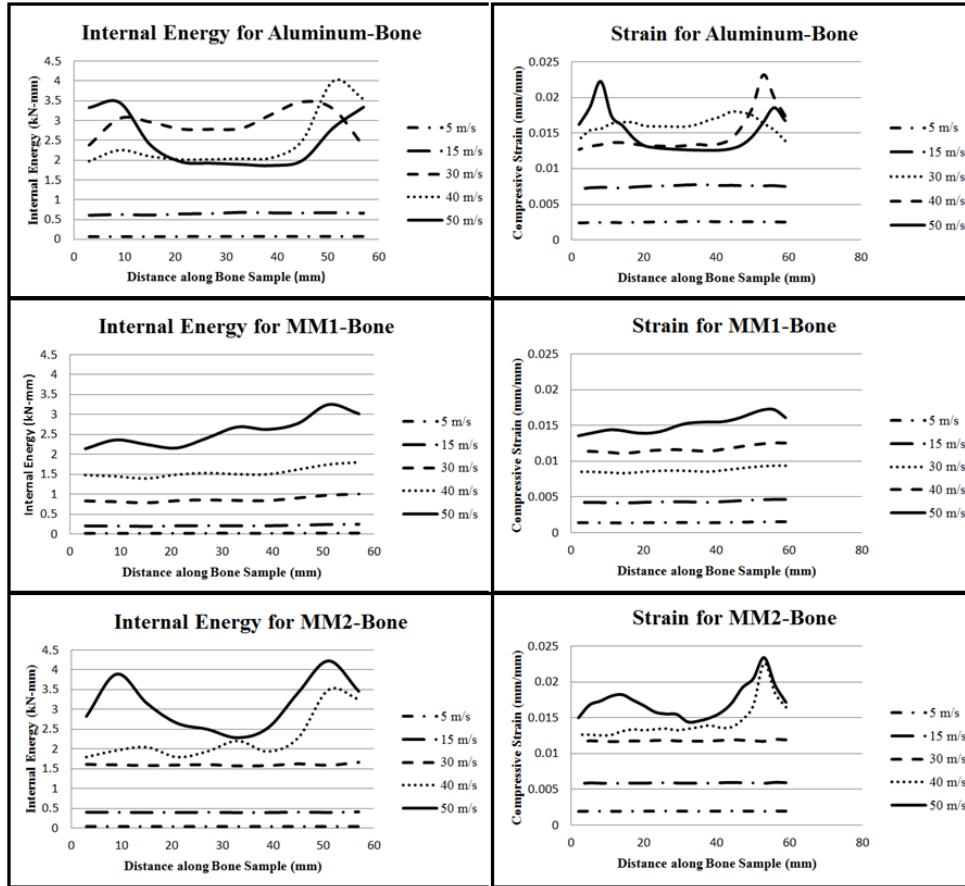 Internal Energy for Aluminum-Bone
Internal Energy (kN-mm)
4.5
4
3.5
3
2.5
2
1.5
1
0.5
0
0 10 20 30 40 50 60
Distance along Bone Sample (mm)
5 m/s
15 m/s
30 m/s
40 m/s
50 m/s
Strain for Aluminum-Bone
Compressive Strain (mm/mm)
0.025
0.02
0.015
0.01
0.005
0
0 20 40 60 80
Distance along Bone Sample (mm)
5 m/s
15 m/s
30 m/s
40 m/s
50 m/s
Internal Energy for MM1-Bone
Internal Energy (kN-mm)
4.5
4
3.5
3
2.5
2
1.5
1
0.5
0
0 10 20 30 40 50 60
Distance along Bone Sample (mm)
5 m/s
15 m/s
30 m/s
40 m/s
50 m/s
Strain for MM1-Bone
Compressive Strain (mm/mm)
0.025
0.02
0.015
0.01
0.005
0
0 20 40 60 80
Distance along Bone Sample (mm)
5 m/s
15 m/s
30 m/s
40 m/s
50 m/s
Internal Energy for MM2-Bone
Internal Energy (kN-mm)
4.5
4
3.5
3
2.5
2
1.5
1
0.5
0
0 10 20 30 40 50 60
Distance along Bone Sample (mm)
5 m/s
15 m/s
30 m/s
40 m/s
50 m/s
Strain for MM2-Bone
Compressive Strain (mm/mm)
0.025
0.02
0.015
0.01
0.005
0
0 20 40 60 80
Distance along Bone Sample (mm)
5 m/s
15 m/s
30 m/s
40 m/s
50 m/s